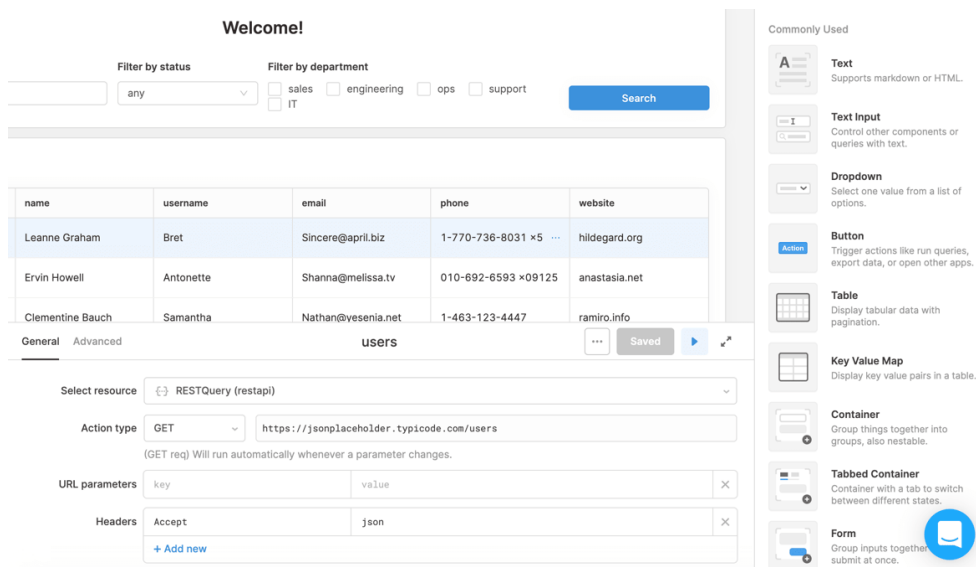 Welcome!
Filter by status
Filter by department
any
sales
engineering
ops
support
IT
Search
name username email phone website
Leanne Graham Bret Sincere@april.biz 1-770-736-8031 x5 ··· hildegard.org
Ervin Howell Antonette Shanna@melissa.tv 010-692-6593 x09125 anastasia.net
Clementine Bauch Samantha Nathan@yesenia.net 1-463-123-4447 ramiro.info
General Advanced users ··· Saved
Select resource {··} RESTQuery (restapi)
Action type GET https://jsonplaceholder.typicode.com/users
(GET req) Will run automatically whenever a parameter changes.
URL parameters key value
Headers Accept json
+ Add new
Commonly Used
A
Text
Supports markdown or HTML.
Text Input
Control other components or
queries with text.
Dropdown
Select one value from a list of
options.
Action
Button
Trigger actions like run queries,
export data, or open other apps.
Table
Display tabular data with
pagination.
Key Value Map
Display key value pairs in a table.
Container
Group things together into
groups, also nestable.
Tabbed Container
Container with a tab to switch
between different states.
Form
Group inputs together
submit at once.